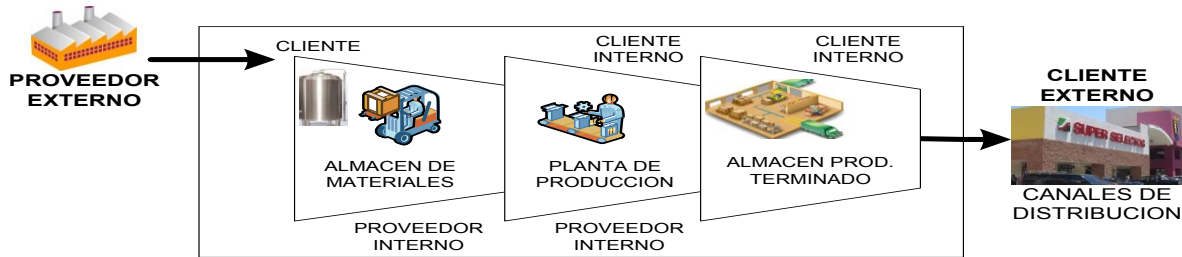 PROVEEDOR
EXTERNO
CLIENTE
CLIENTE
INTERNO
CLIENTE
INTERNO
ALMACEN DE
MATERIALES
PLANTA DE
PRODUCCION
ALMACEN PROD.
TERMINADO
PROVEEDOR
INTERNO
PROVEEDOR
INTERNO
CLIENTE
EXTERNO
SUPER SELECTOS
CANALES DE
DISTRIBUCION